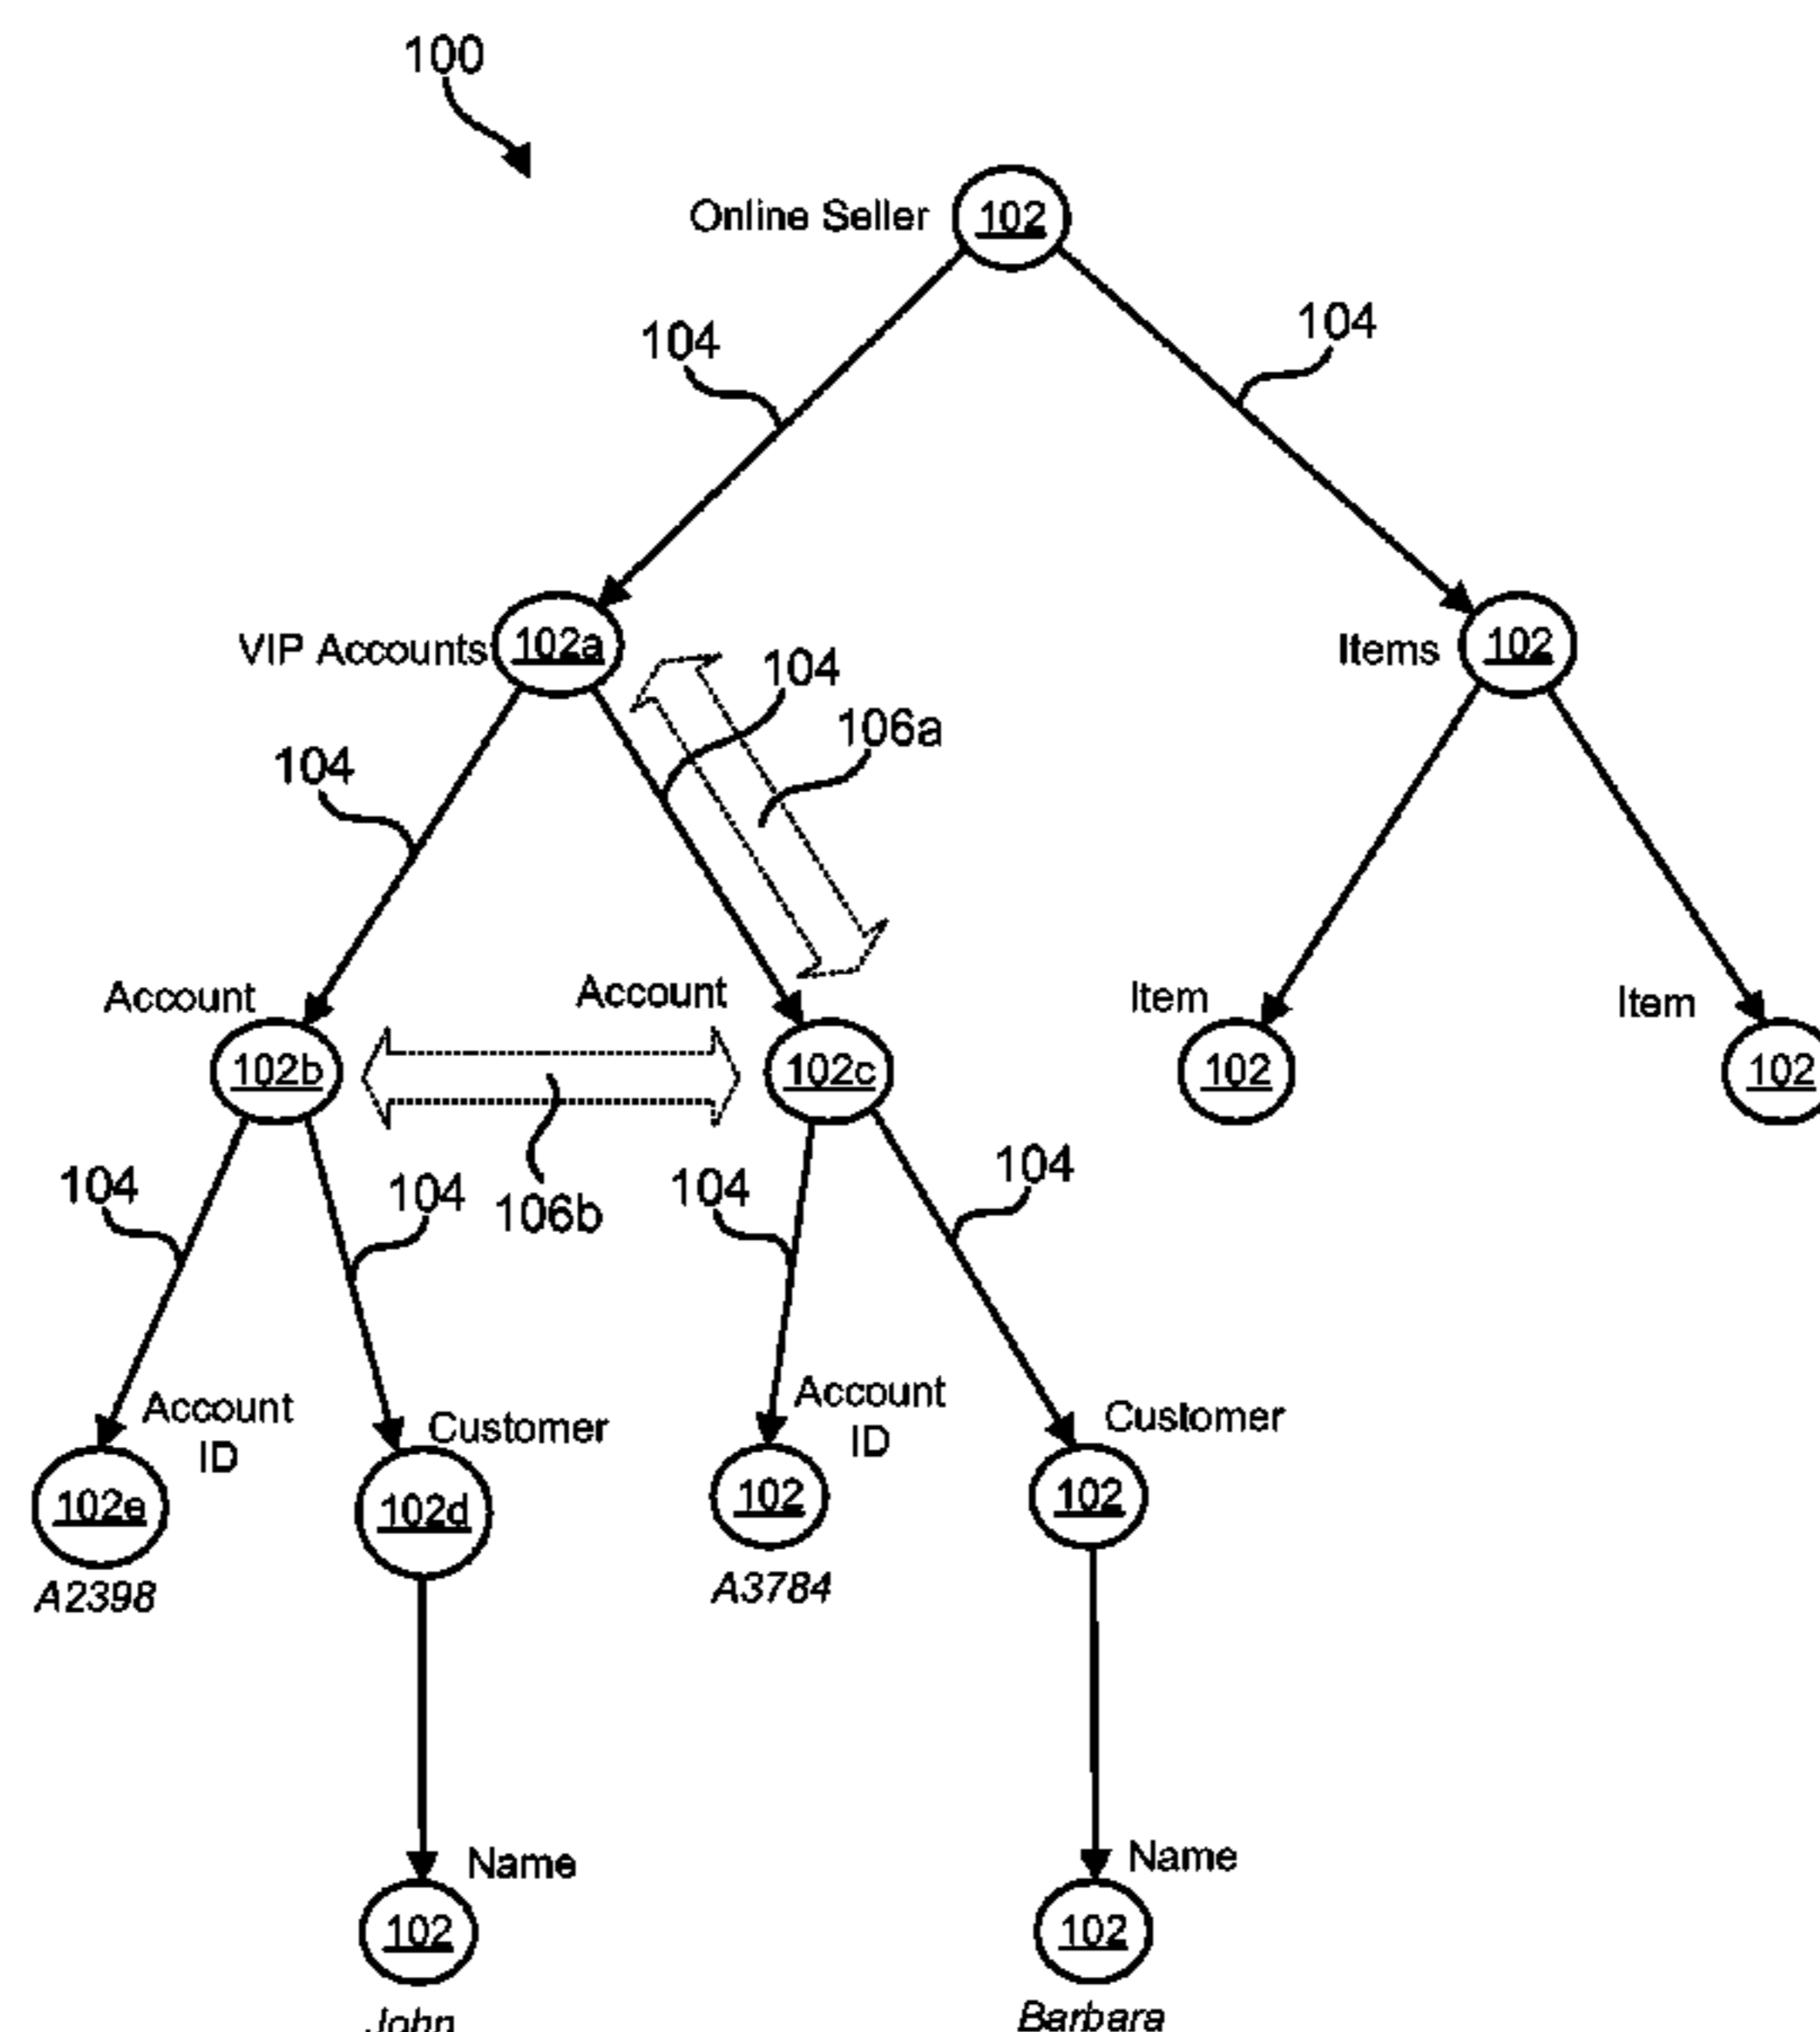 100
Online Seller
102
104
104
VIP Accounts
102a
Items
102
104
106a
104
Account
Account
Item
Item
102b
102c
102
102
104
104
106b
104
104
Account
ID
Customer
Account
ID
Customer
102e
102d
102
102
A2398
A3784
Name
Name
102
102
John
Barbara